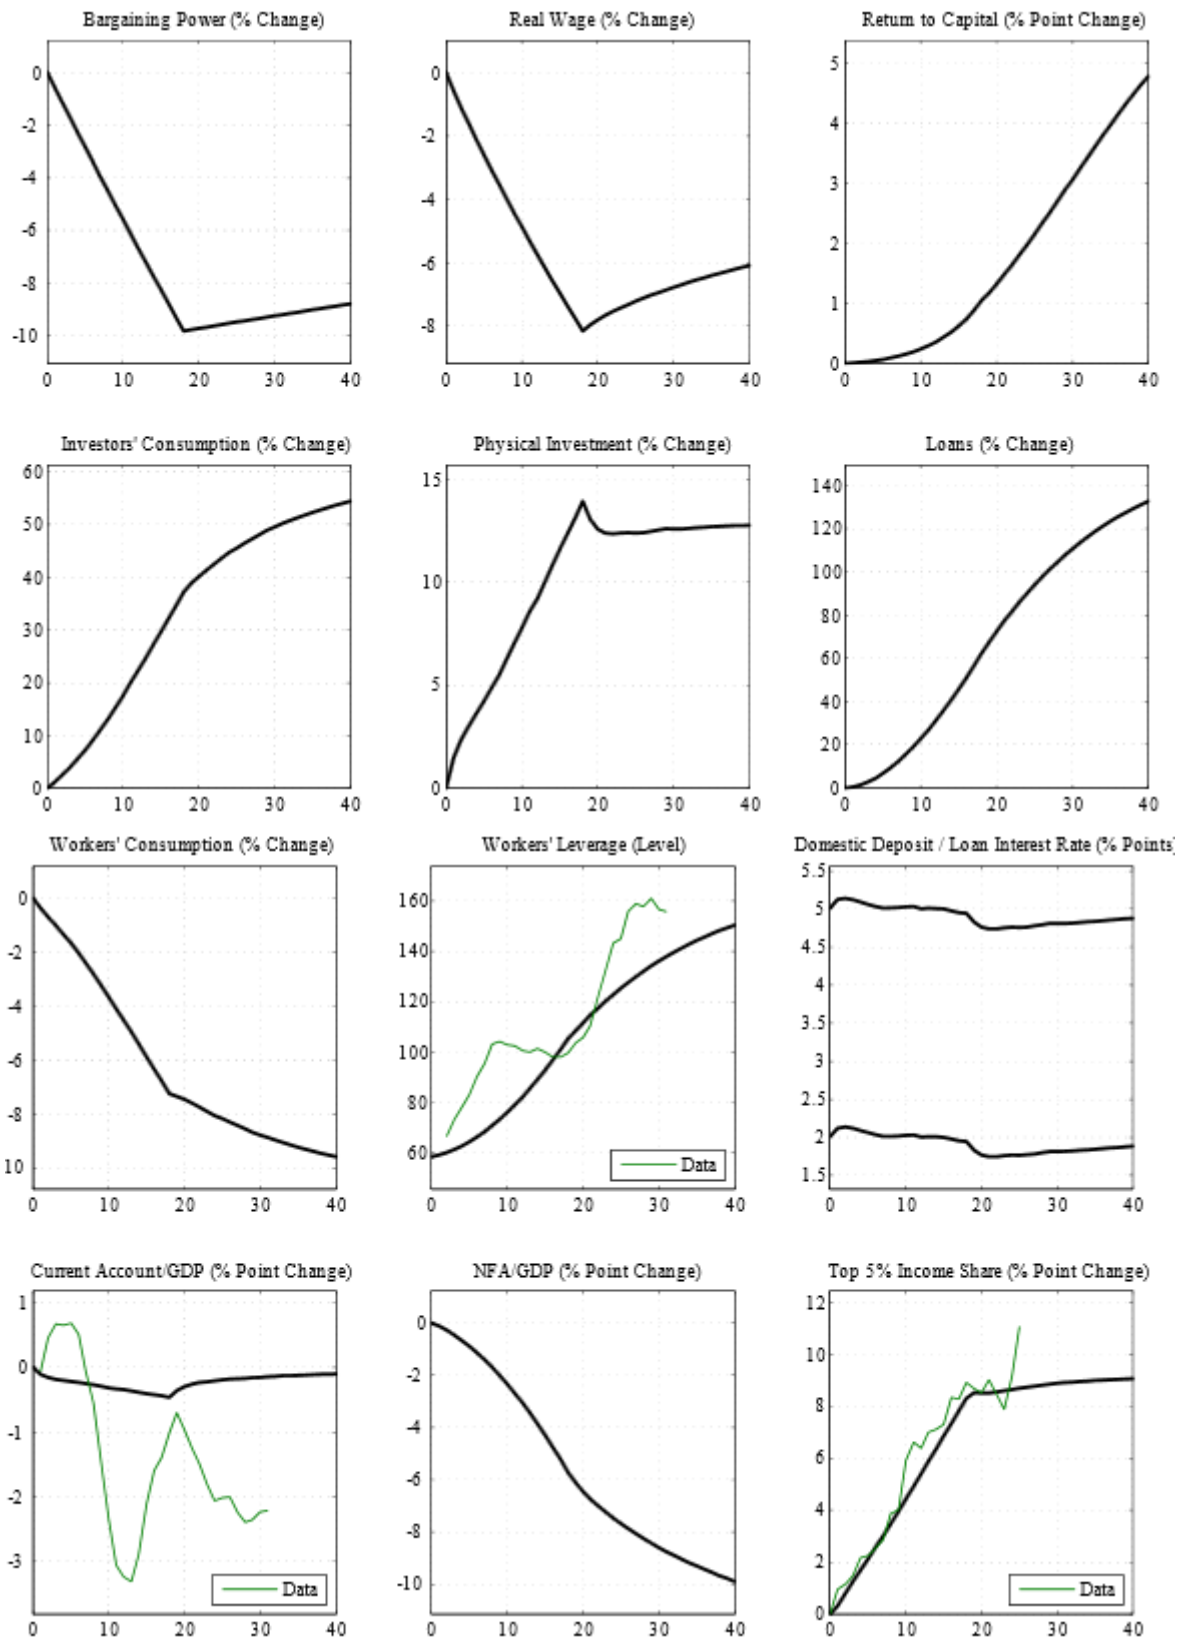 Bargaining Power (% Change)
0
-2
-4
-6
-8
-10
0 10 20 30 40
Real Wage (% Change)
0
-2
-4
-6
-8
0 10 20 30 40
Return to Capital (% Point Change)
5
4
3
2
1
0
0 10 20 30 40
Investors' Consumption (% Change)
60
50
40
30
20
10
0
0 10 20 30 40
Physical Investment (% Change)
15
10
5
0
0 10 20 30 40
Loans (% Change)
140
120
100
80
60
40
20
0
0 10 20 30 40
Workers' Consumption (% Change)
0
-2
-4
-6
-8
10
0 10 20 30 40
Workers' Leverage (Level)
160
140
120
100
80
60
Data
0 10 20 30 40
Domestic Deposit / Loan Interest Rate (% Points)
5.5
5
4.5
4
3.5
3
2.5
2
1.5
0 10 20 30 40
Current Account/GDP (% Point Change)
1
0
-1
-2
-3
Data
0 10 20 30 40
NFA/GDP (% Point Change)
0
-2
-4
-6
-8
-10
0 10 20 30 40
Top 5% Income Share (% Point Change)
12
10
8
6
4
2
0
Data
0 10 20 30 40